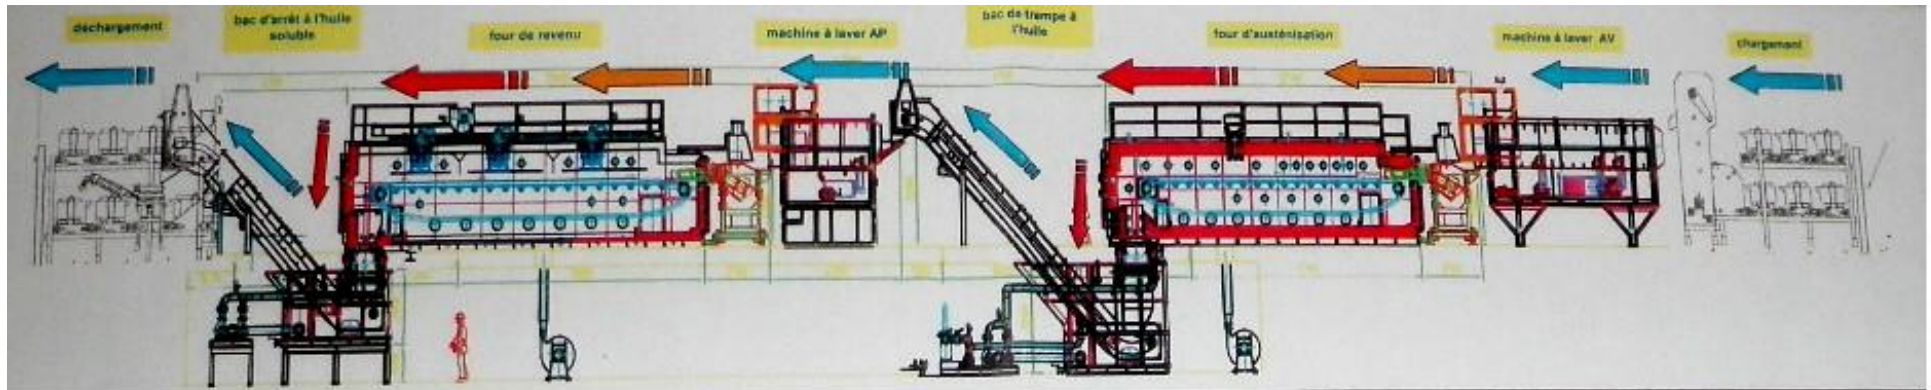 déchargement
bac d'arrêt à l'huile
soluble
four de revenu
machine à laver AP
bac de trempe à
l'huile
four d'austénisation
machine à laver AV
chargement